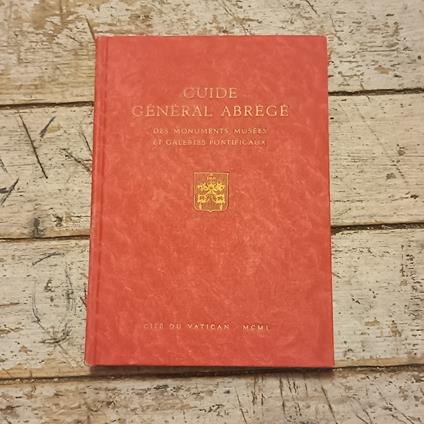 GUIDE
GÉNÉRAL ABRÉGÉ
DES MONUMENTS, MUSÉES
ET GALERIES PONTIFICAUX
CITÉ DU VATICAN - MCML